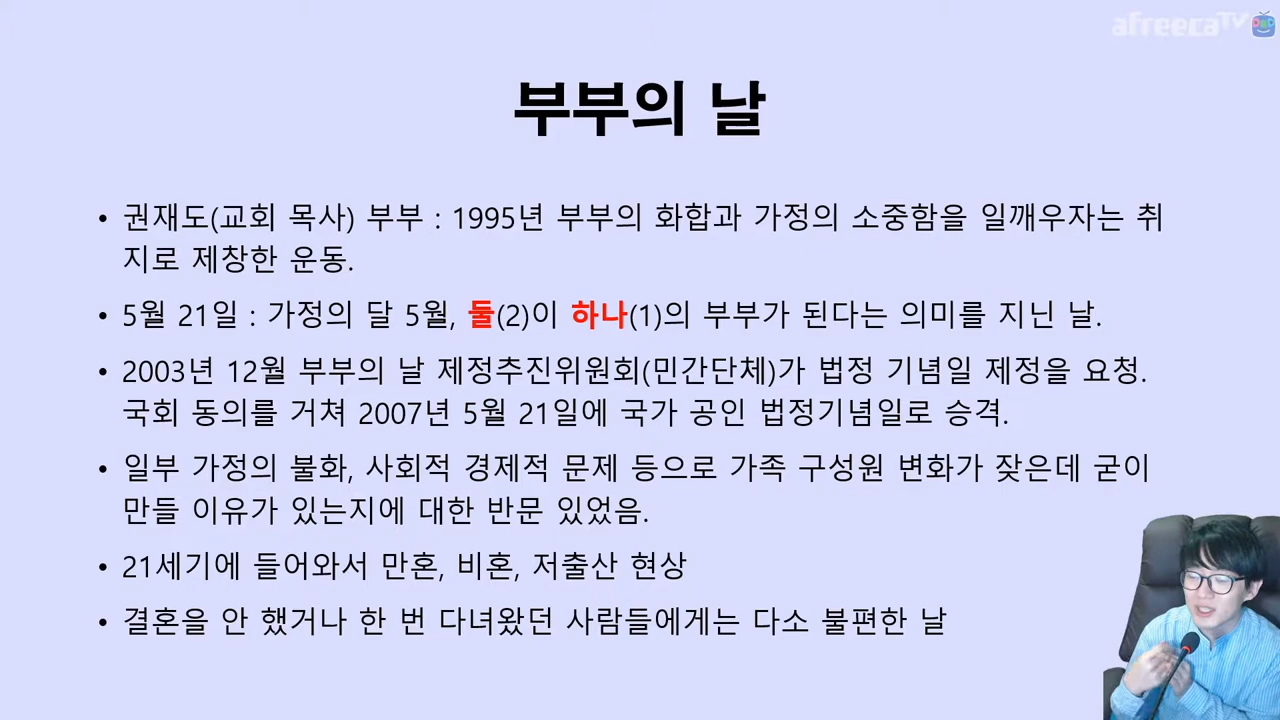 afreecaTV
부부의 날
• 권재도(교회 목사) 부부 : 1995년 부부의 화합과 가정의 소중함을 일깨우자는 취
지로 제창한 운동.
• 5월 21일 : 가정의 달 5월, 둘(2)이 하나(1)의 부부가 된다는 의미를 지닌 날.
• 2003년 12월 부부의 날 제정추진위원회(민간단체)가 법정 기념일 제정을 요청.
국회 동의를 거쳐 2007년 5월 21일에 국가 공인 법정기념일로 승격.
• 일부 가정의 불화, 사회적 경제적 문제 등으로 가족 구성원 변화가 잦은데 굳이
만들 이유가 있는지에 대한 반문 있었음.
• 21세기에 들어와서 만혼, 비혼, 저출산 현상
• 결혼을 안 했거나 한 번 다녀왔던 사람들에게는 다소 불편한 날